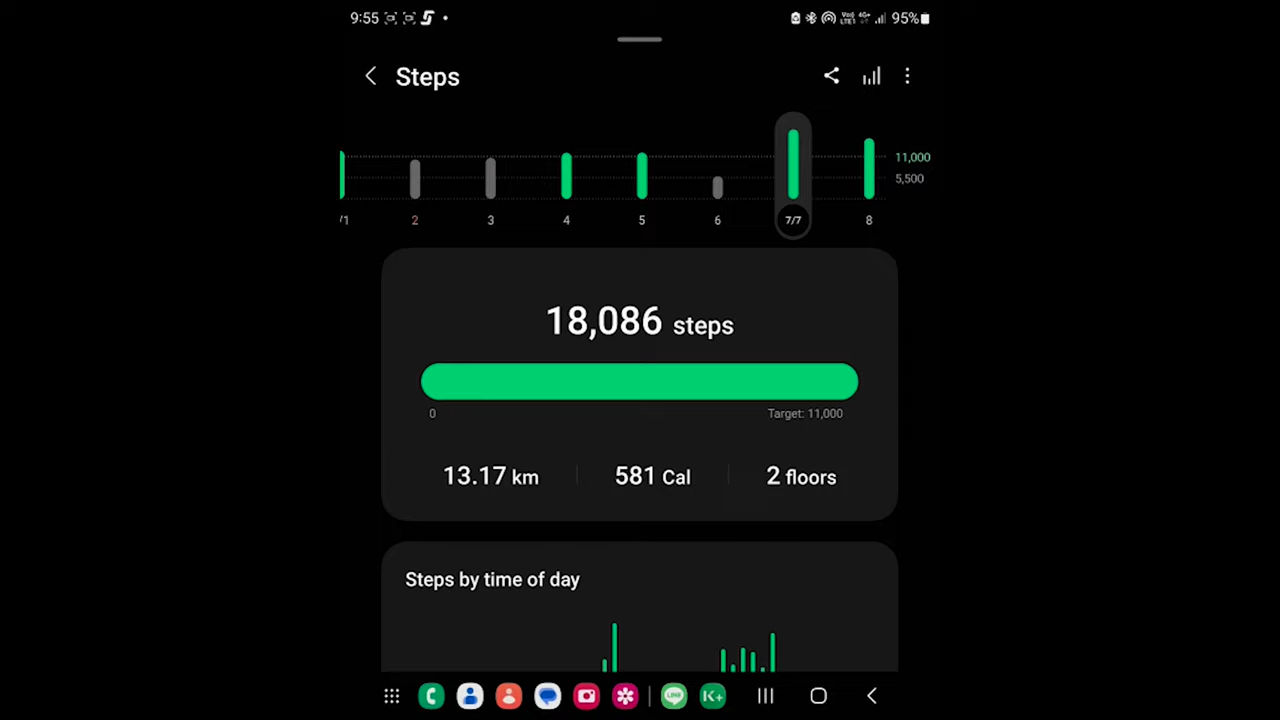 9:55 95%
Steps
11,000
5,500
/1 2 3 4 5 6 7/7 8
18,086 steps
0 Target: 11,000
13.17 km 581 Cal 2 floors
Steps by time of day
K+